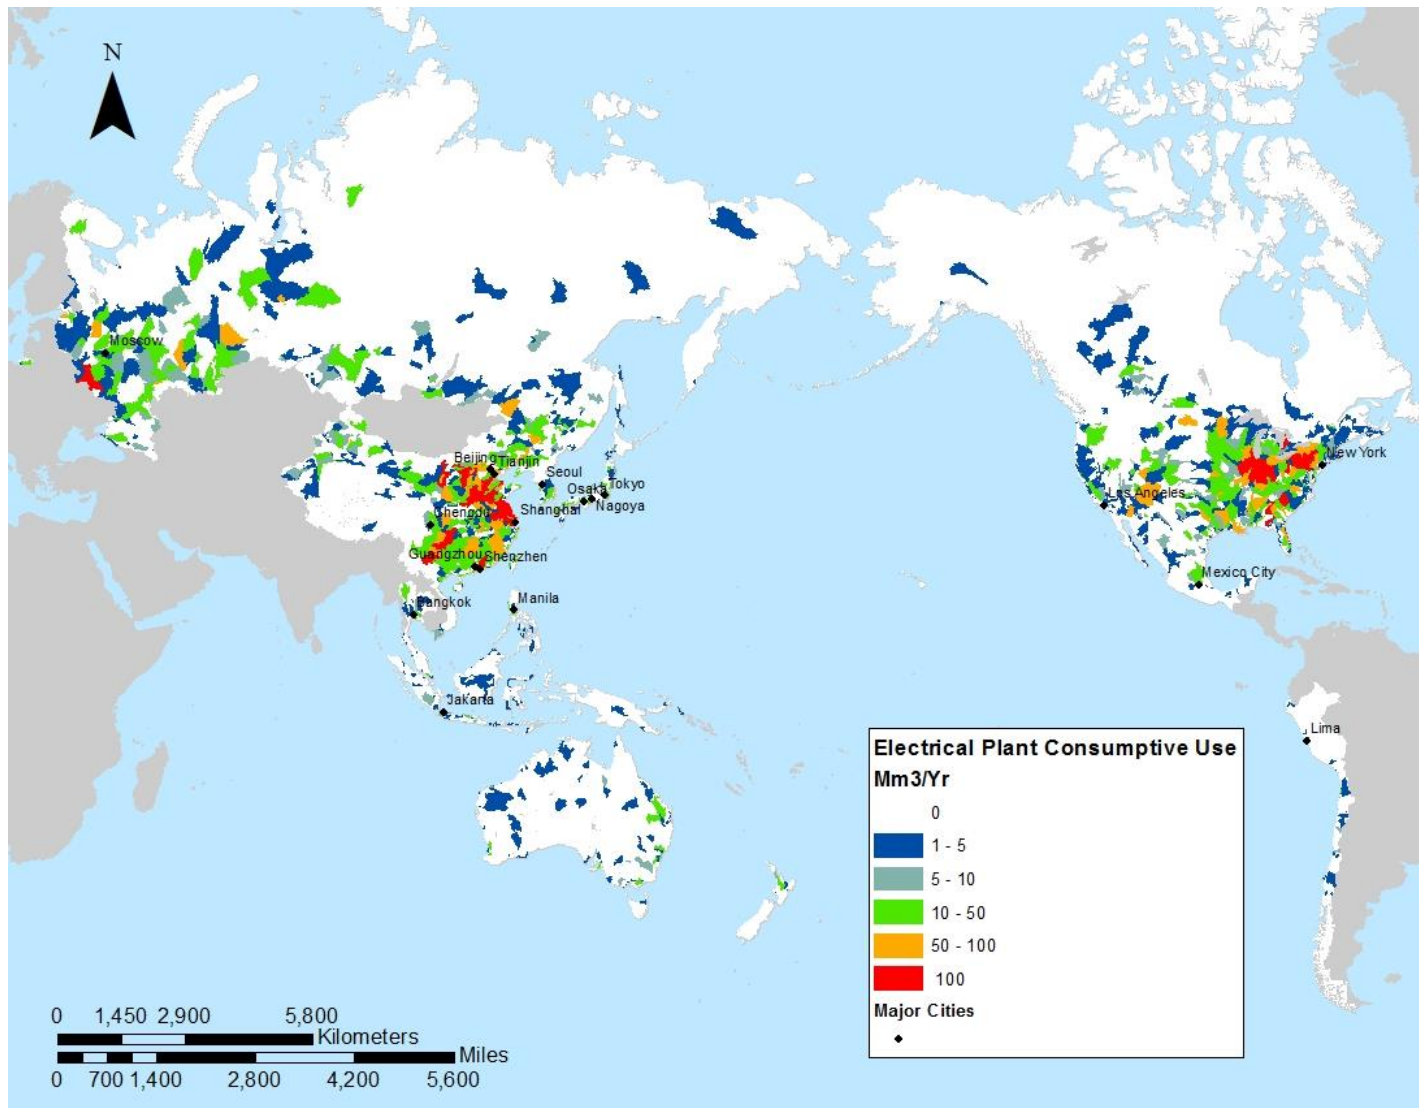 N
Moscow
Beijing
Tianjin
Seoul
Tokyo
Osaka
Nagoya
Chengdu
Shanghai
Guangzhou
Shenzhen
Bangkok
Manila
Jakarta
New York
Los Angeles
Mexico City
Lima
Electrical Plant Consumptive Use
Mm3/Yr
0
1 - 5
5 - 10
10 - 50
50 - 100
100
Major Cities
0 1,450 2,900 5,800
Kilometers
Miles
0 700 1,400 2,800 4,200 5,600